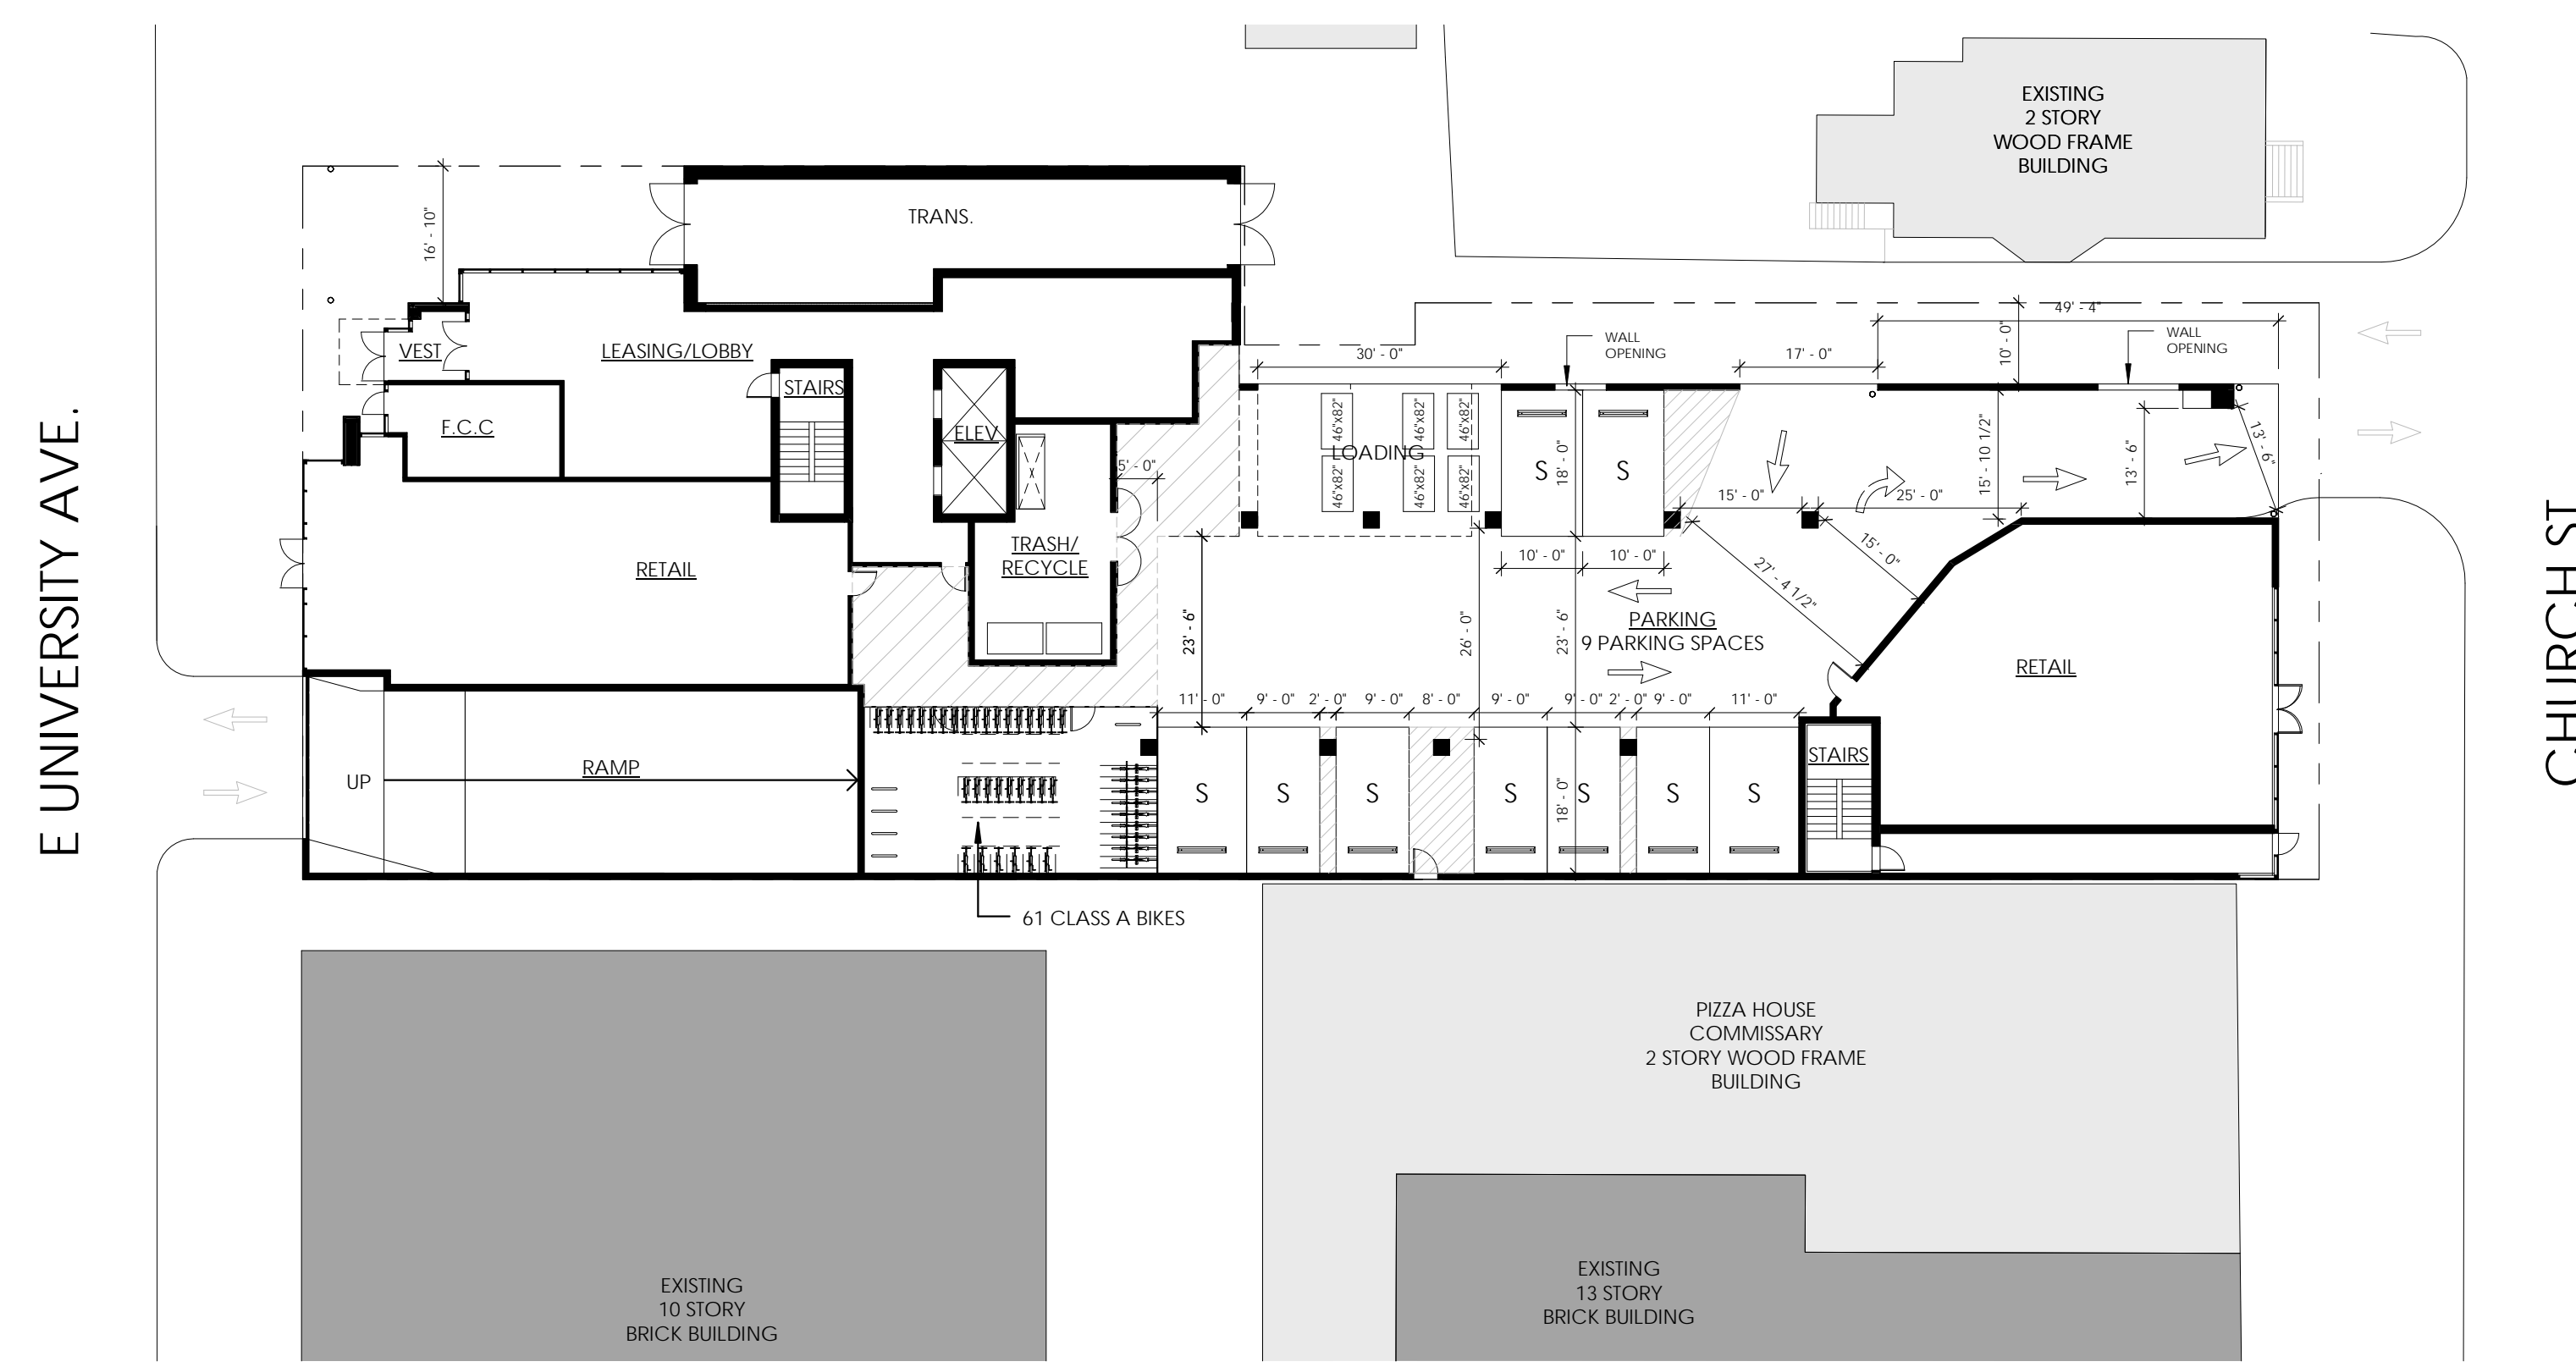 E UNIVERSITY AVE.
CHURCH ST
EXISTING
2 STORY
WOOD FRAME
BUILDING
TRANS.
16' - 10"
VEST
LEASING/LOBBY
STAIRS
F.C.C
ELEV
5' - 0"
TRASH/
RECYCLE
RETAIL
UP
RAMP
61 CLASS A BIKES
30' - 0"
WALL
OPENING
17' - 0"
49' - 4"
10' - 0"
WALL
OPENING
46"x82"
46"x82"
46"x82"
LOADING
46"x82"
46"x82"
46"x82"
S
18' - 0"
S
15' - 0"
25' - 0"
15' - 10 1/2"
13' - 6"
13' - 6"
10' - 0"
10' - 0"
27' - 4 1/2"
15' - 0"
23' - 6"
26' - 0"
23' - 6"
PARKING
9 PARKING SPACES
RETAIL
11' - 0"
9' - 0"
2' - 0"
9' - 0"
8' - 0"
9' - 0"
9' - 0"
2' - 0"
9' - 0"
11' - 0"
STAIRS
S
S
S
S
18' - 0"
S
S
S
PIZZA HOUSE
COMMISSARY
2 STORY WOOD FRAME
BUILDING
EXISTING
10 STORY
BRICK BUILDING
EXISTING
13 STORY
BRICK BUILDING